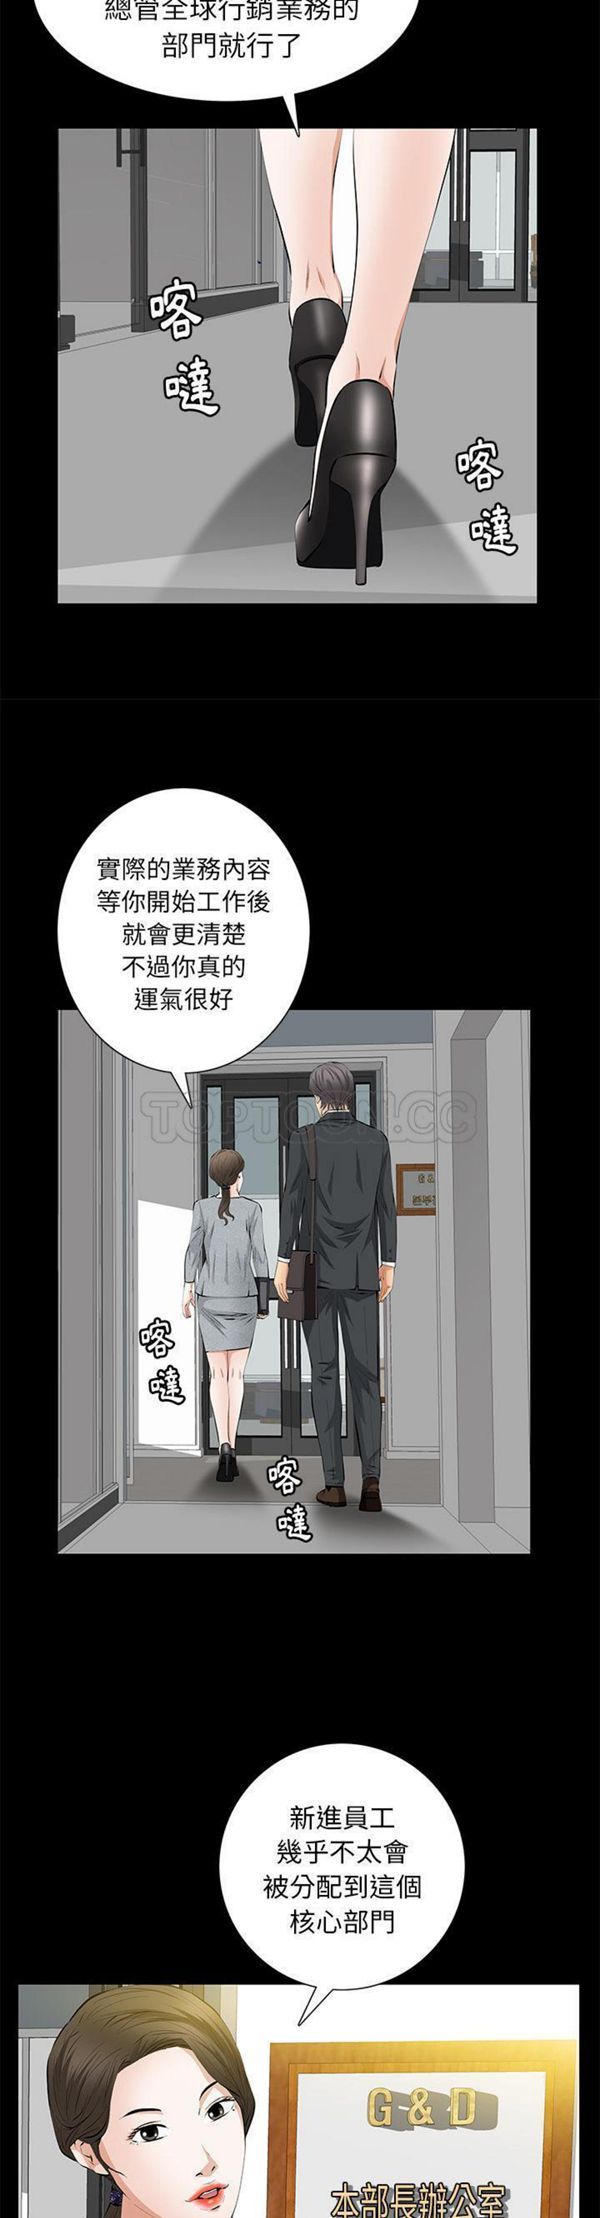 總管全球行銷業務的
部門就行了
喀
噠
喀
噠
實際的業務內容
等你開始工作後
就會更清楚
不過你真的
運氣很好
TOPTOON.CC
G&
喀
噠
喀
噠
新進員工
幾乎不太會
被分配到這個
核心部門
G&D
本部長辦公室